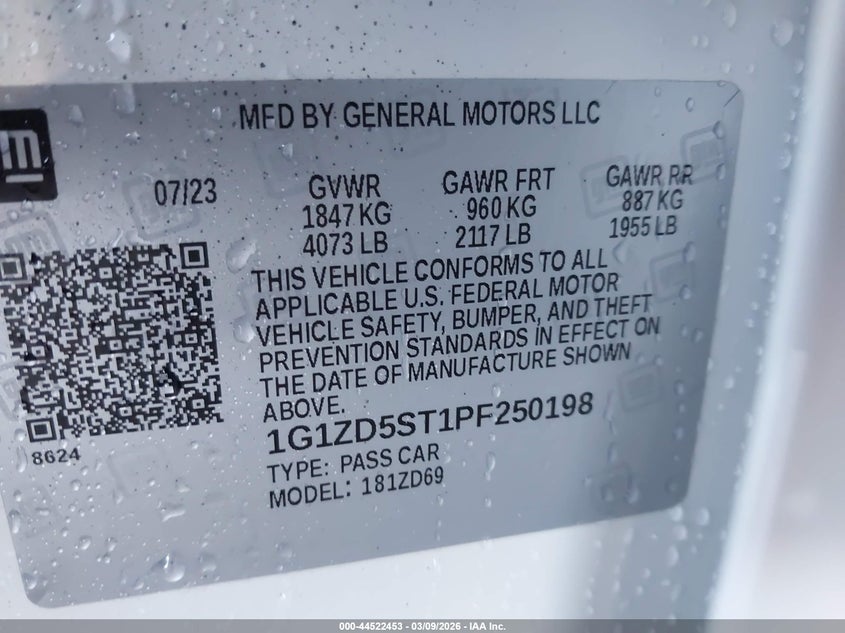 MFD BY GENERAL MOTORS LLC
07/23
GVWR
1847 KG
4073 LB
GAWR FRT
960 KG
2117 LB
GAWR RR
887 KG
1955 LB
THIS VEHICLE CONFORMS TO ALL
APPLICABLE U.S. FEDERAL MOTOR
VEHICLE SAFETY, BUMPER, AND THEFT
PREVENTION STANDARDS IN EFFECT ON
THE DATE OF MANUFACTURE SHOWN
ABOVE.
1G1ZD5ST1PF250198
8624
TYPE: PASS CAR
MODEL: 181ZD69
000-44522453 - 03/09/2026 - IAA Inc.